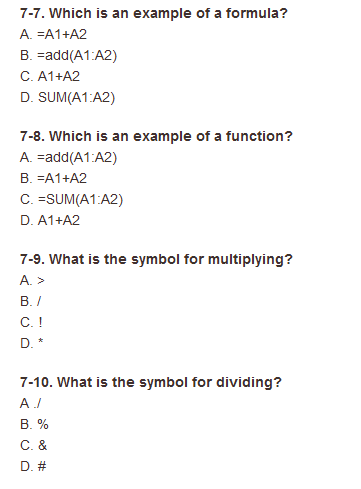 7-7. Which is an example of a formula?
A. =A1+A2
B. =add(A1:A2)
C. A1+A2
D. SUM(A1:A2)
7-8. Which is an example of a function?
A. =add(A1:A2)
B. =A1+A2
C. =SUM(A1:A2)
D. A1+A2
7-9. What is the symbol for multiplying?
A. >
B. /
C. !
D. *
7-10. What is the symbol for dividing?
A ./
B. %
C. &
D. #